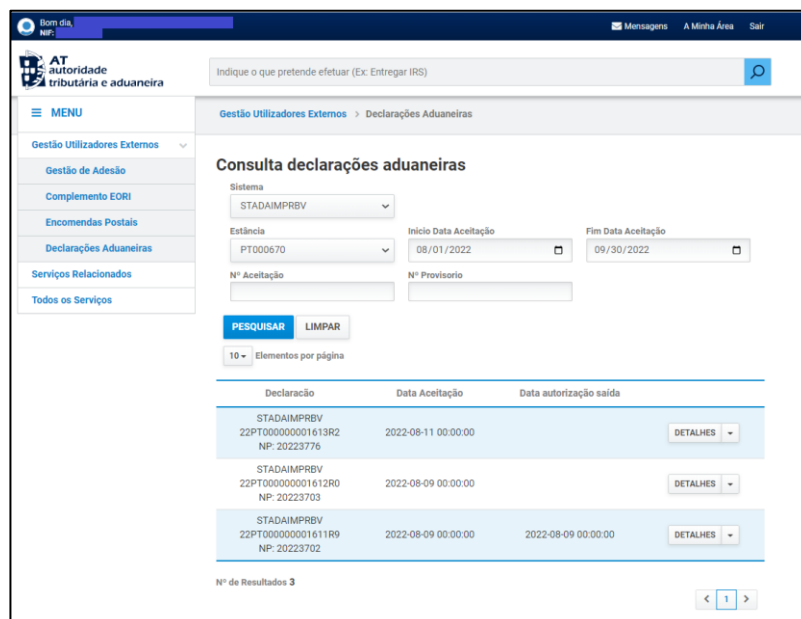 Bom dia,
NIF:
Mensagens A Minha Área Sair
AT
autoridade
tributária e aduaneira
Indique o que pretende efetuar (Ex: Entregar IRS)
MENU
Gestão Utilizadores Externos > Declarações Aduaneiras
Gestão Utilizadores Externos
Gestão de Adesão
Complemento EORI
Encomendas Postais
Declarações Aduaneiras
Serviços Relacionados
Todos os Serviços
Consulta declarações aduaneiras
Sistema
STADAIMPRBV
Estância Inicio Data Aceitação Fim Data Aceitação
PT000670 08/01/2022 09/30/2022
Nº Aceitação Nº Provisorio
PESQUISAR LIMPAR
10 Elementos por página
Declaracão Data Aceitação Data autorização saída
STADAIMPRBV
22PT000000001613R2 2022-08-11 00:00:00 DETALHES
NP: 20223776
STADAIMPRBV
22PT000000001612R0 2022-08-09 00:00:00 DETALHES
NP: 20223703
STADAIMPRBV
22PT000000001611R9 2022-08-09 00:00:00 2022-08-09 00:00:00 DETALHES
NP: 20223702
Nº de Resultados 3
< 1 >